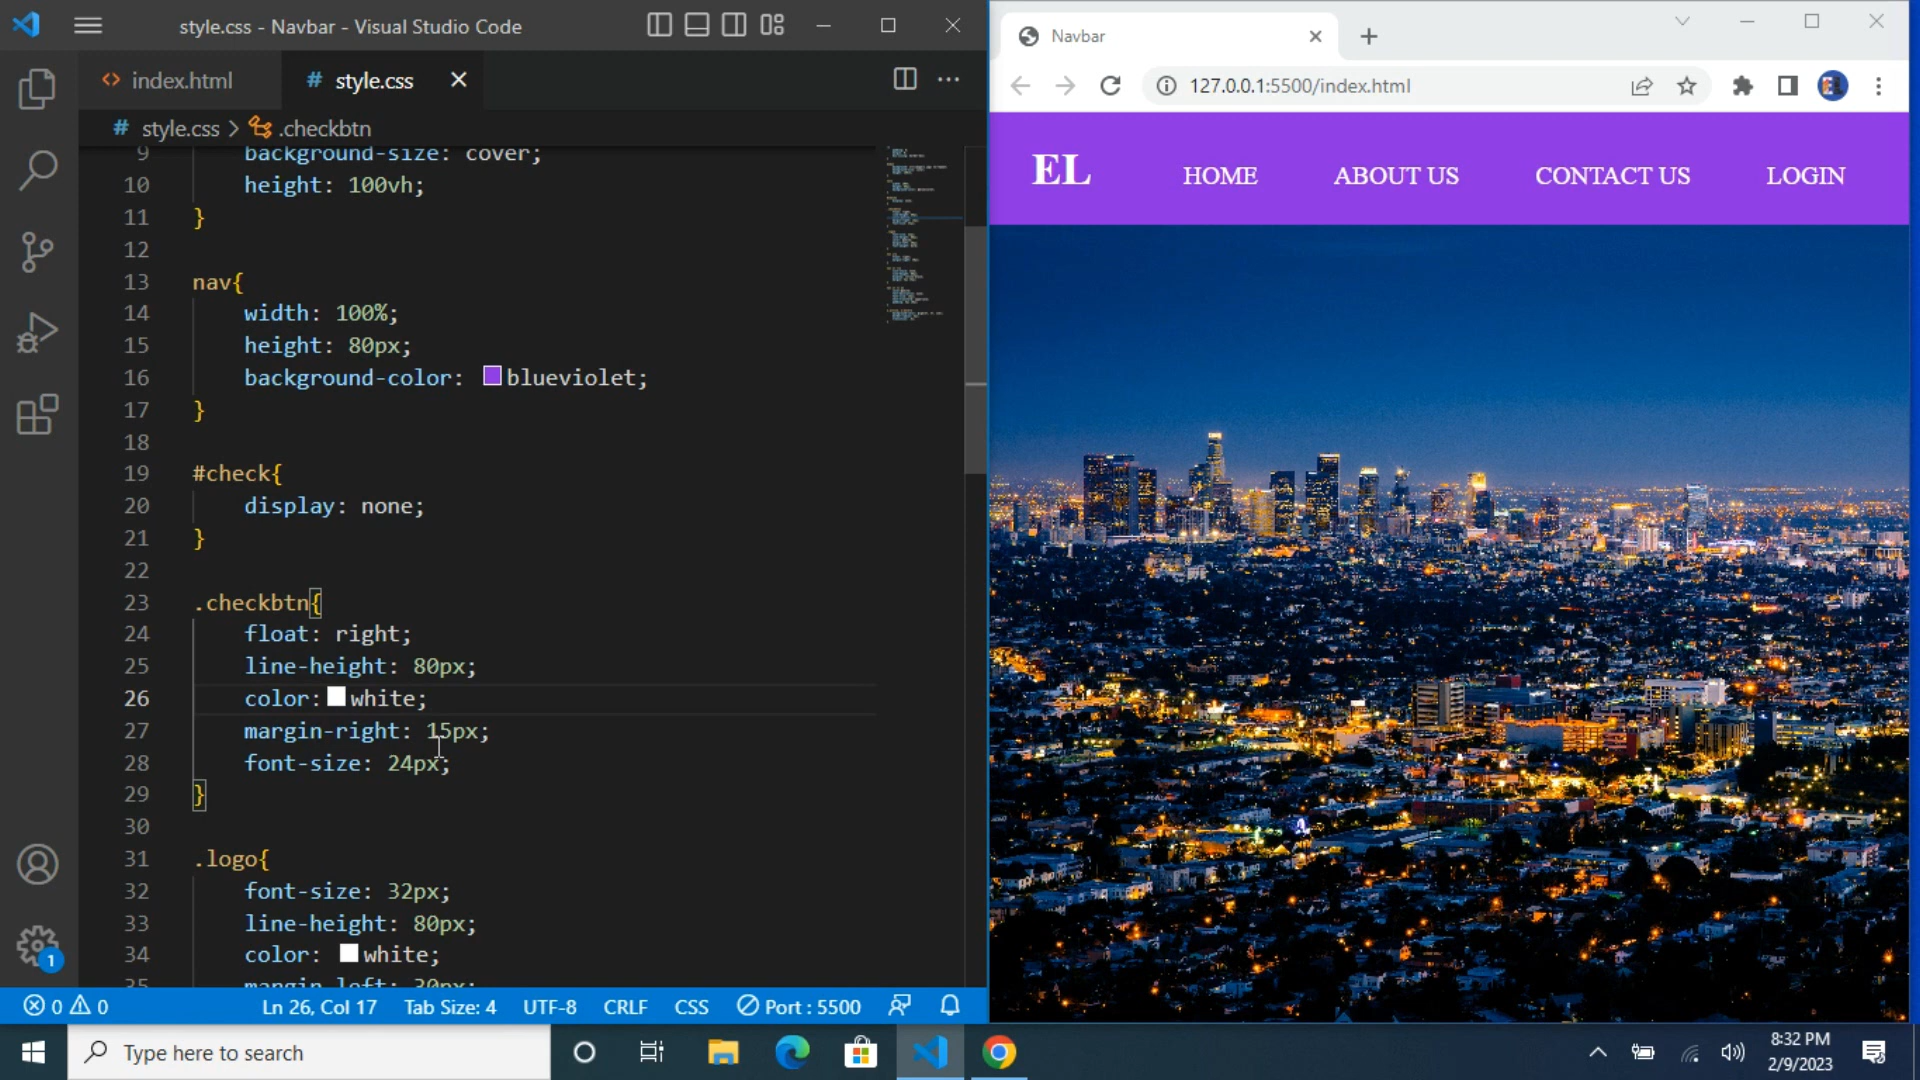 style.css - Navbar - Visual Studio Code
index.html
# style.css
# style.css > .checkbtn
9 background-size: cover;
10 height: 100vh;
11 }
12
13 nav{
14 width: 100%;
15 height: 80px;
16 background-color: blueviolet;
17 }
18
19 #check{
20 display: none;
21 }
22
23 .checkbtn{
24 float: right;
25 line-height: 80px;
26 color: white;
27 margin-right: 15px;
28 font-size: 24px;
29 }
30
31 .logo{
32 font-size: 32px;
33 line-height: 80px;
34 color: white;
35 margin-left: 30px;
1
0 0
Ln 26, Col 17
Tab Size: 4
UTF-8
CRLF
CSS
Port : 5500
Navbar
127.0.0.1:5500/index.html
EL
HOME
ABOUT US
CONTACT US
LOGIN
Type here to search
8:32 PM
2/9/2023